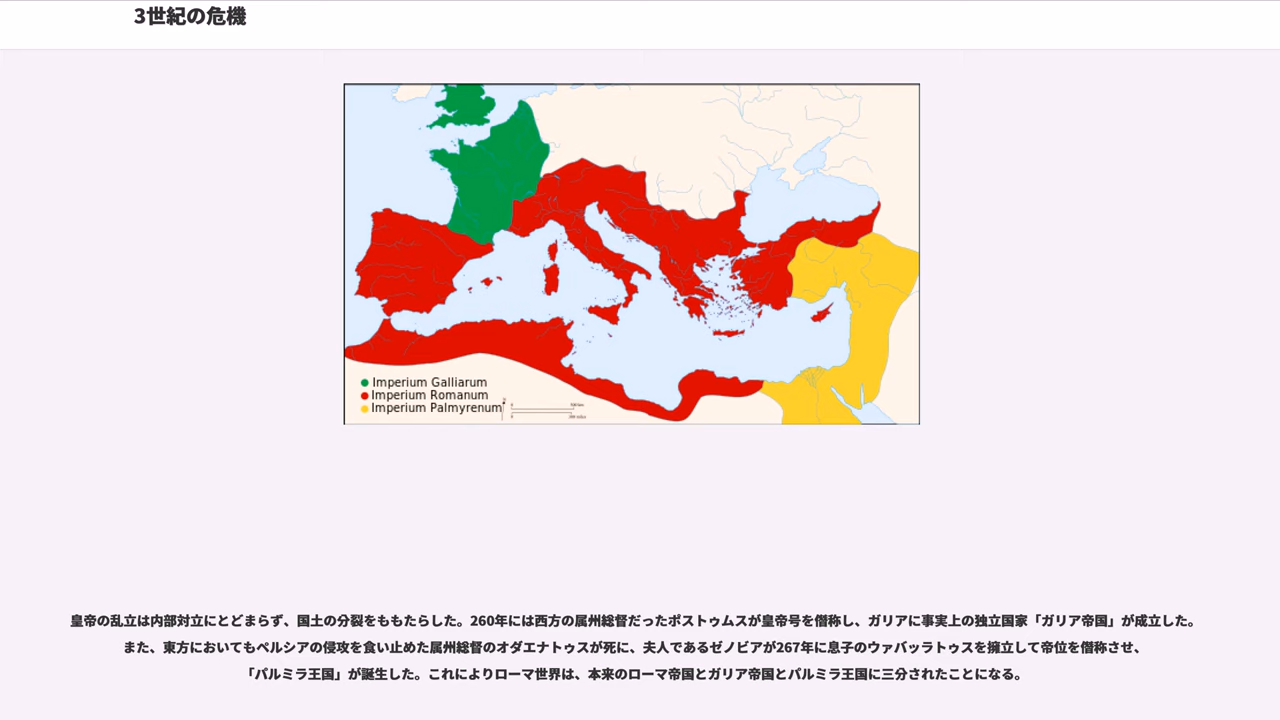 3世紀の危機
Imperium Galliarum
Imperium Romanum
Imperium Palmyrenum
皇帝の乱立は内部対立にとどまらず、国土の分裂をももたらした。260年には西方の属州総督だったポストゥムスが皇帝号を僭称し、ガリアに事実上の独立国家「ガリア帝国」が成立した。
また、東方においてもペルシアの侵攻を食い止めた属州総督のオダエナトゥスが死に、夫人であるゼノビアが267年に息子のウァバッラトゥスを擁立して帝位を僭称させ、
「パルミラ王国」が誕生した。これによりローマ世界は、本来のローマ帝国とガリア帝国とパルミラ王国に三分されたことになる。